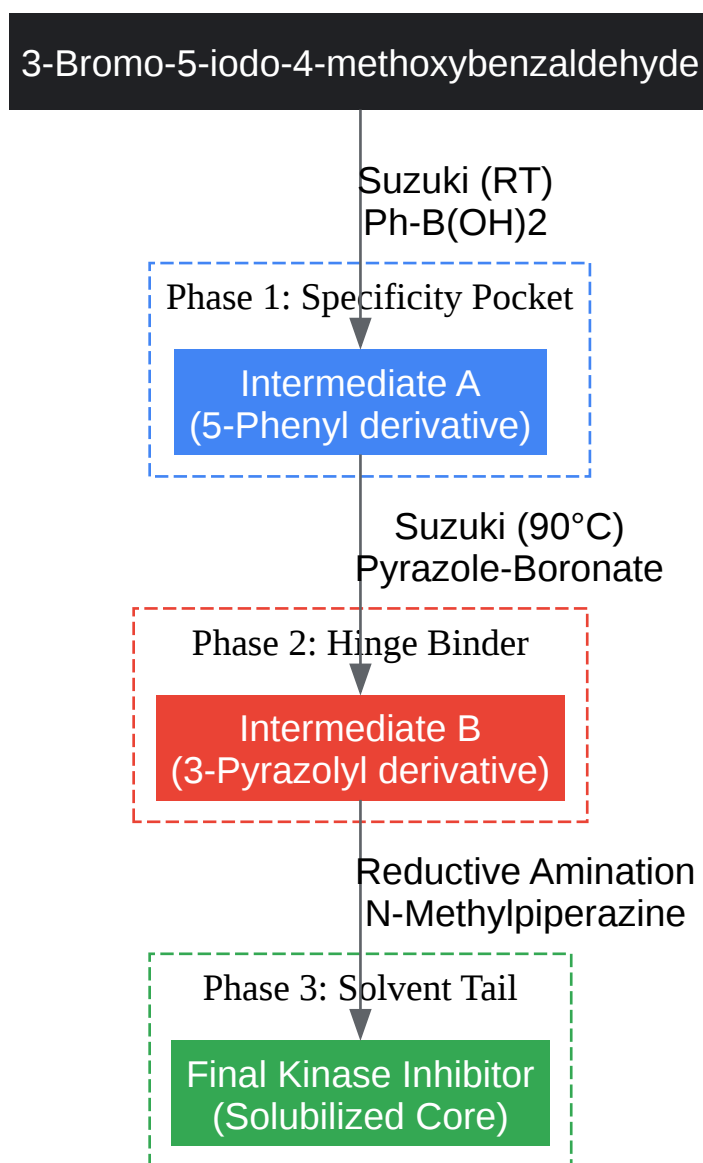 3-Bromo-5-iodo-4-methoxybenzaldehyde
Suzuki (RT)
Ph-B(OH)2
Phase 1: Specificity Pocket
Intermediate A
(5-Phenyl derivative)
Suzuki (90°C)
Pyrazole-Boronate
Phase 2: Hinge Binder
Intermediate B
(3-Pyrazolyl derivative)
Reductive Amination
N-Methylpiperazine
Phase 3: Solvent Tail
Final Kinase Inhibitor
(Solubilized Core)